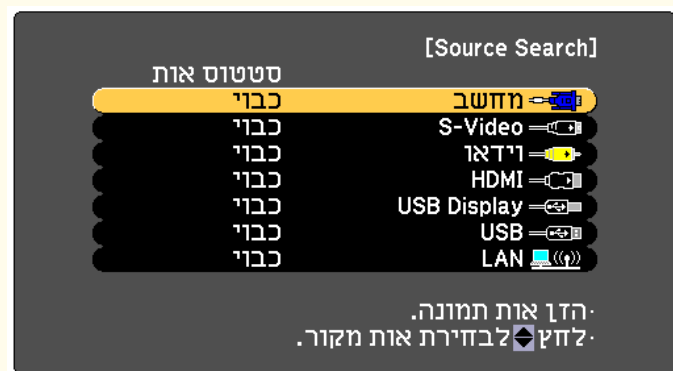 [Source Search]
סטטוס אות
מחשב כבוי
S-Video כבוי
וידאו כבוי
HDMI כבוי
USB Display כבוי
USB כבוי
LAN כבוי
·הזן אות תמונה.
·לחץ לבחירת אות מקור.